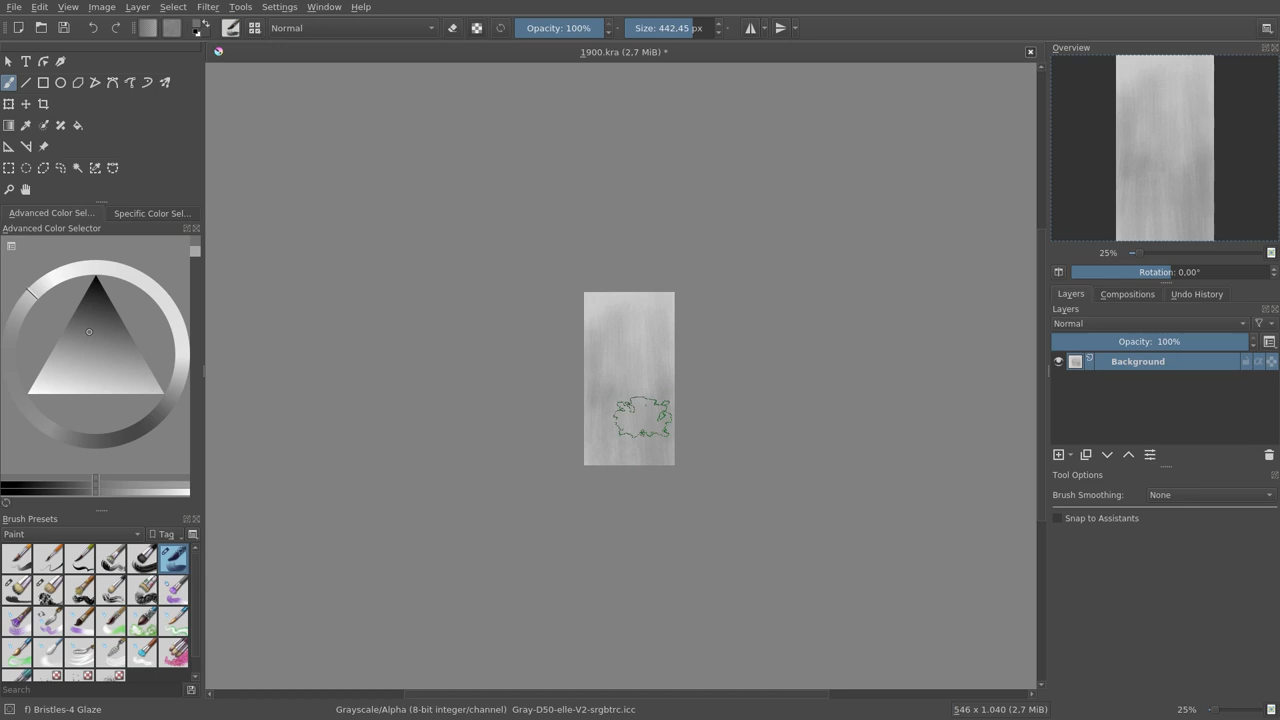 File Edit View Image Layer Select Filter Tools Settings Window Help
Normal Opacity: 100% Size: 442,45 px
1900.kra (2,7 MiB) *
Overview
25%
Rotation: 0,00°
Advanced Color Sel... Specific Color Sel...
Advanced Color Selector
Layers Compositions Undo History
Layers
Normal
Opacity: 100%
Background
Tool Options
Brush Smoothing: None
Snap to Assistants
Brush Presets
Paint Tag
Search
f) Bristles-4 Glaze Grayscale/Alpha (8-bit integer/channel) Gray-D50-elle-V2-srgbtrc.icc 546 x 1.040 (2,7 MiB) 25%